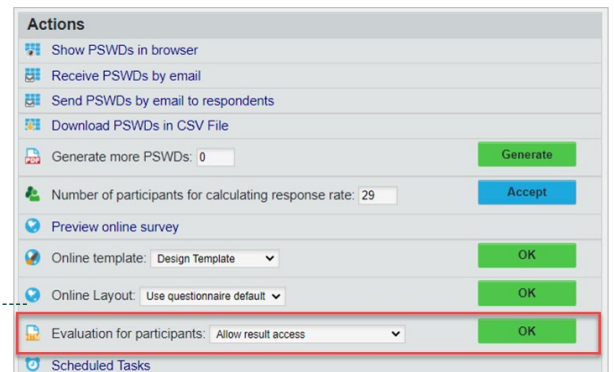 Actions
Show PSWDs in browser
Receive PSWDs by email
Send PSWDs by email to respondents
Download PSWDs in CSV File
Generate more PSWDs: 0 Generate
Number of participants for calculating response rate: 29 Accept
Preview online survey
Online template: Design Template OK
Online Layout: Use questionnaire default OK
Evaluation for participants: Allow result access OK
Scheduled Tasks